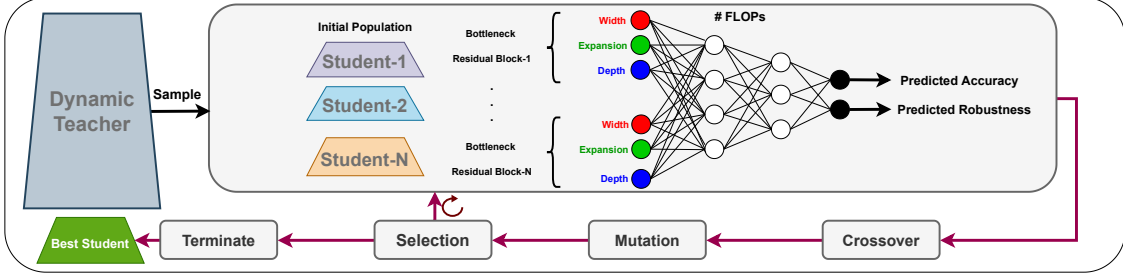 Dynamic
Teacher
Sample
Initial Population
Student-1
Student-2
Student-N
Bottleneck
Residual Block-1
.
.
.
Bottleneck
Residual Block-N
Width
Expansion
Depth
Width
Expansion
Depth
# FLOPs
Predicted Accuracy
Predicted Robustness
Best Student
Terminate
Selection
Mutation
Crossover